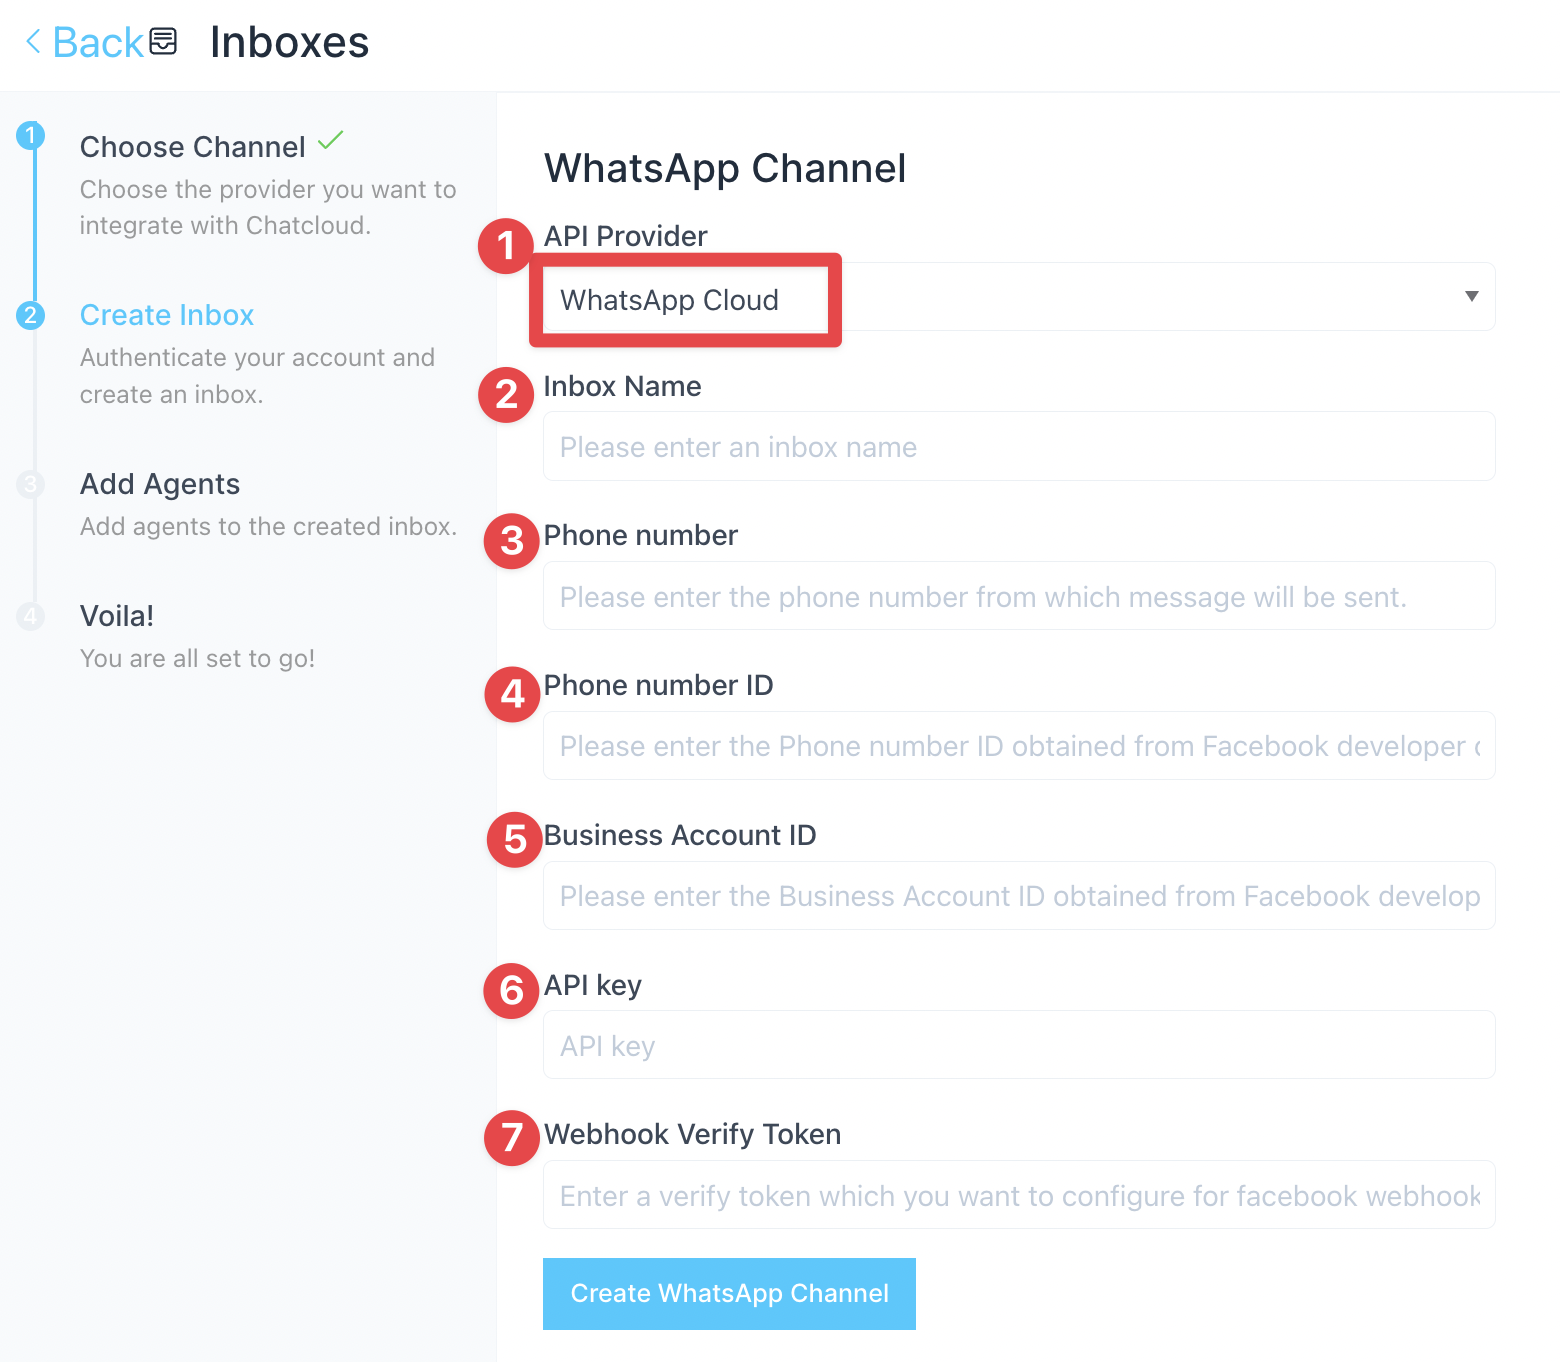 Back Inboxes
1
Choose Channel
Choose the provider you want to
integrate with Chatcloud.
2
Create Inbox
Authenticate your account and
create an inbox.
3
Add Agents
Add agents to the created inbox.
4
Voila!
You are all set to go!
WhatsApp Channel
1 API Provider
WhatsApp Cloud
2 Inbox Name
Please enter an inbox name
3 Phone number
Please enter the phone number from which message will be sent.
4 Phone number ID
Please enter the Phone number ID obtained from Facebook developer
5 Business Account ID
Please enter the Business Account ID obtained from Facebook develop
6 API key
API key
7 Webhook Verify Token
Enter a verify token which you want to configure for facebook webhook
Create WhatsApp Channel